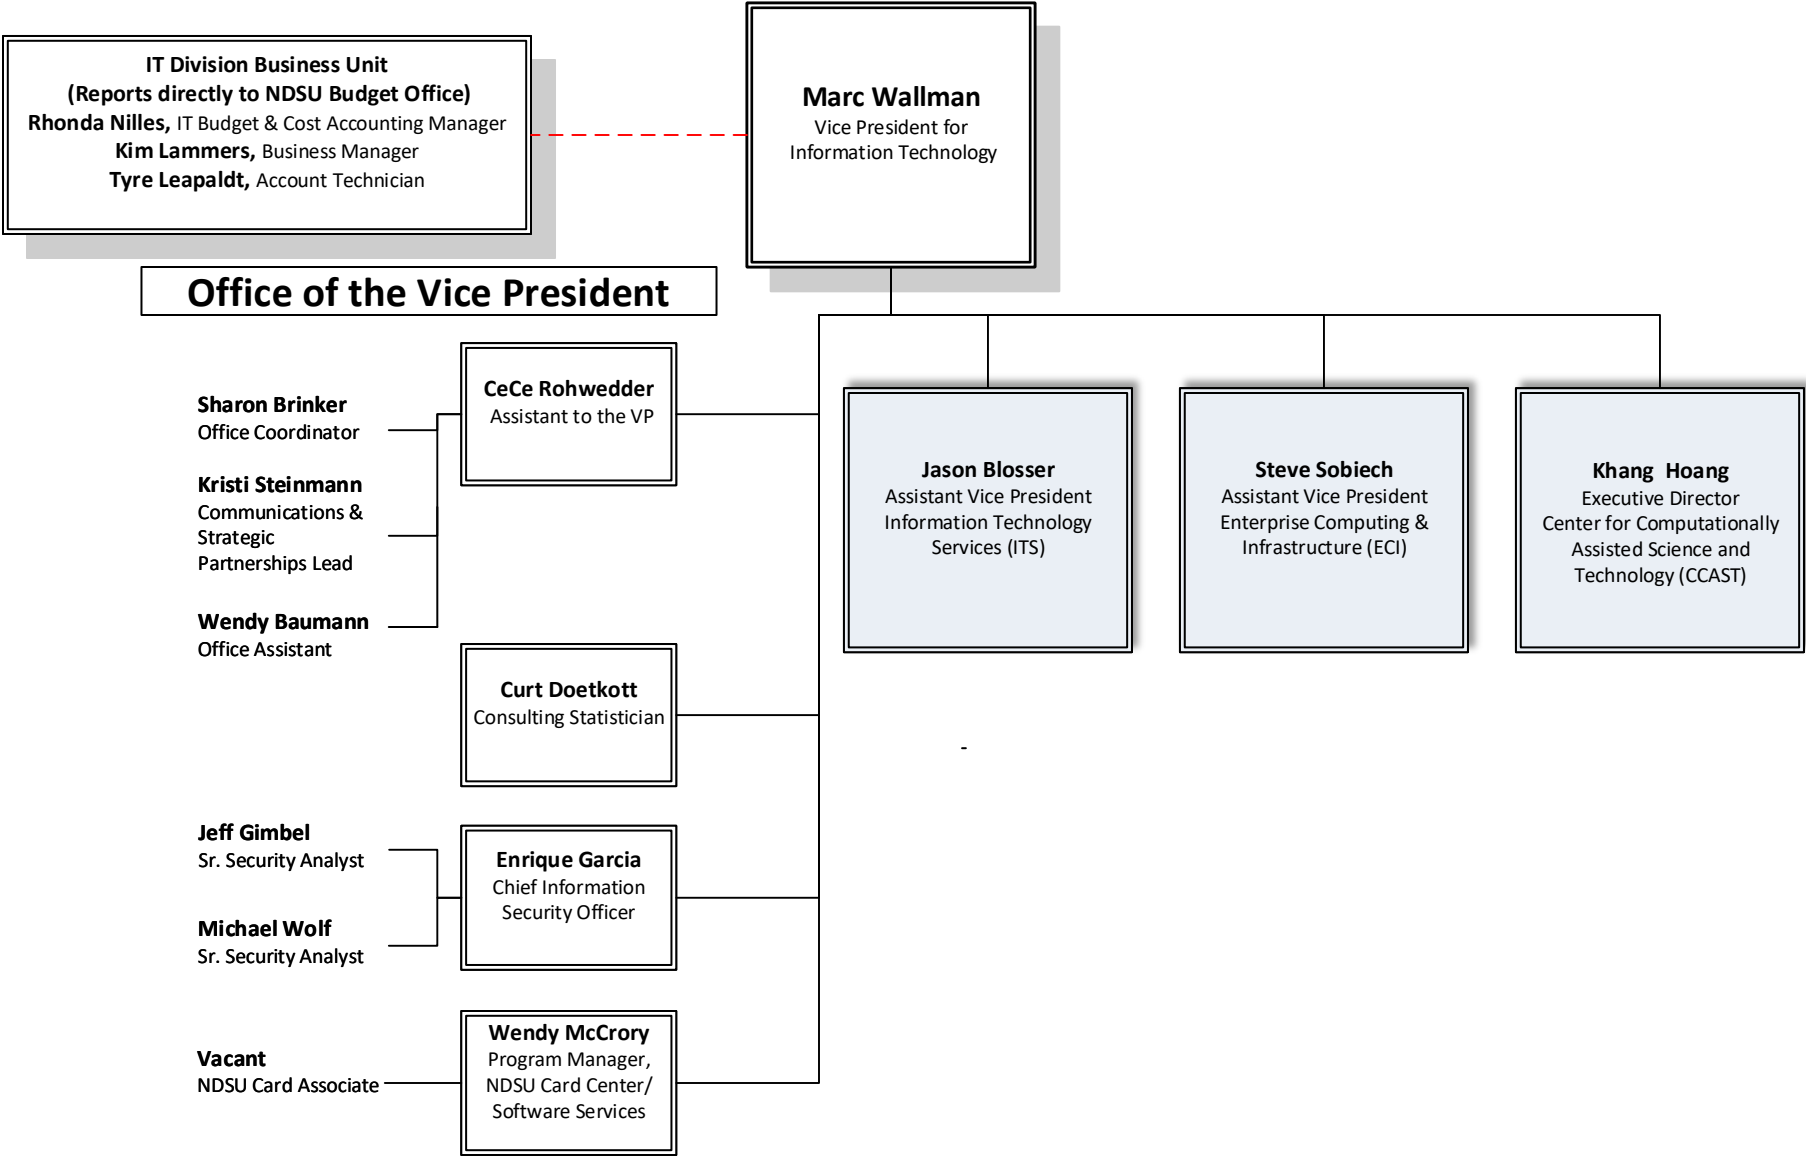 IT Division Business Unit
(Reports directly to NDSU Budget Office)
Rhonda Nilles, IT Budget & Cost Accounting Manager
Kim Lammers, Business Manager
Tyre Leapaldt, Account Technician
Marc Wallman
Vice President for
Information Technology
Office of the Vice President
CeCe Rohwedder
Assistant to the VP
Sharon Brinker
Office Coordinator
Kristi Steinmann
Communications &
Strategic
Partnerships Lead
Wendy Baumann
Office Assistant
Jason Blosser
Assistant Vice President
Information Technology
Services (ITS)
Steve Sobiech
Assistant Vice President
Enterprise Computing &
Infrastructure (ECI)
Khang  Hoang
Executive Director
Center for Computationally
Assisted Science and
Technology (CCAST)
Curt Doetkott
Consulting Statistician
-
Jeff Gimbel
Sr. Security Analyst
Michael Wolf
Sr. Security Analyst
Enrique Garcia
Chief Information
Security Officer
Vacant
NDSU Card Associate
Wendy McCrory
Program Manager,
NDSU Card Center/
Software Services